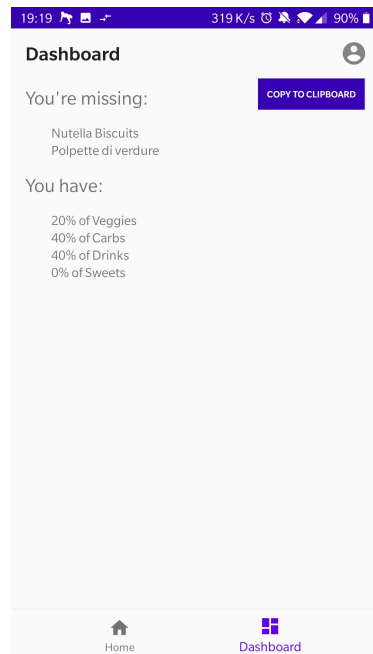 19:19 319 K/s 90%
Dashboard
You're missing:
COPY TO CLIPBOARD
Nutella Biscuits
Polpette di verdure
You have:
20% of Veggies
40% of Carbs
40% of Drinks
0% of Sweets
Home
Dashboard